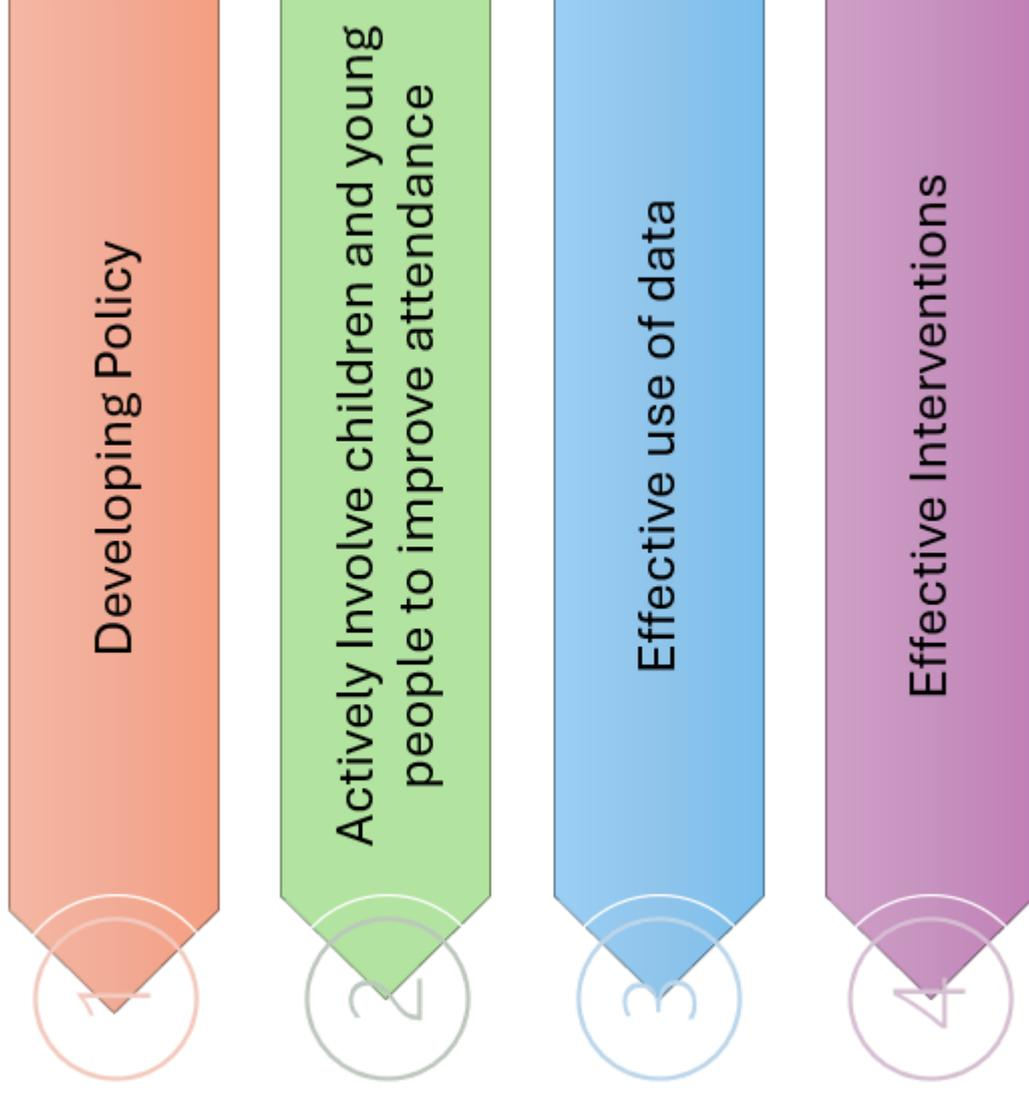 1
Developing Policy
2
Actively Involve children and young
people to improve attendance
3
Effective use of data
4
Effective Interventions